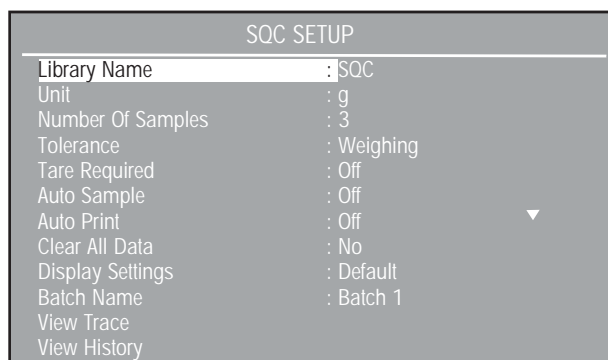 SQC SETUP
Library Name : SQC
Unit : g
Number Of Samples : 3
Tolerance : Weighing
Tare Required : Off
Auto Sample : Off
Auto Print : Off
Clear All Data : No
Display Settings : Default
Batch Name : Batch 1
View Trace
View History